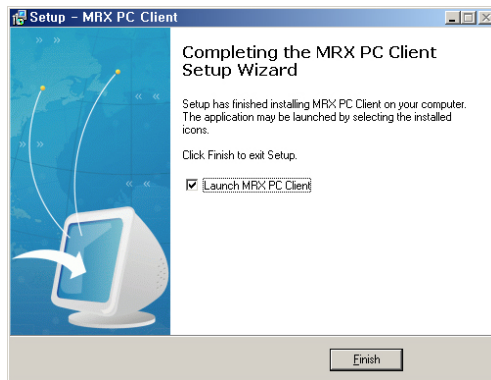 Setup - MRX PC Client
Completing the MRX PC Client
Setup Wizard
Setup has finished installing MRX PC Client on your computer.
The application may be launched by selecting the installed
icons.
Click Finish to exit Setup.
Launch MRX PC Client
Finish